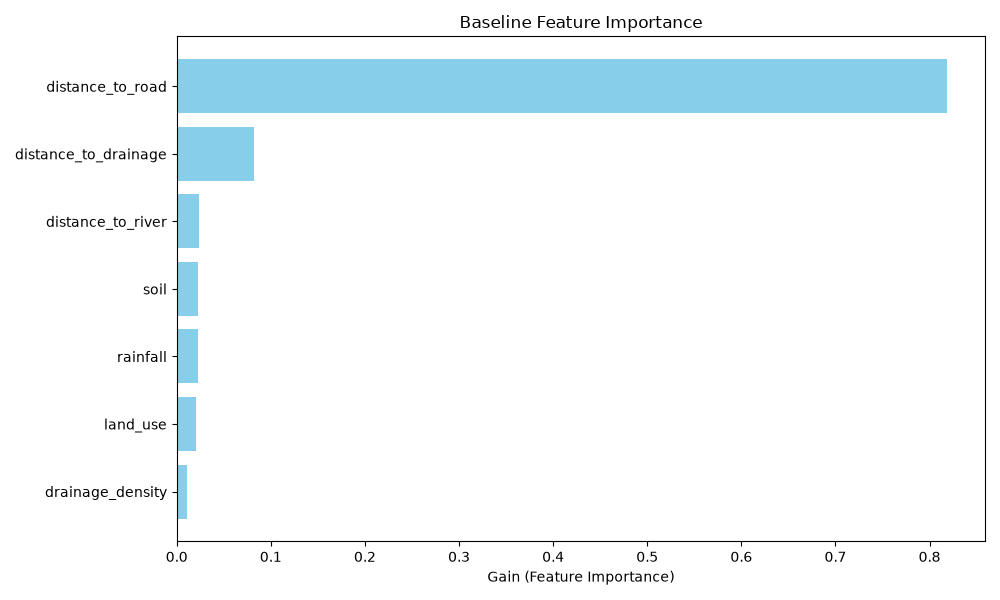 Baseline Feature Importance
distance_to_road
distance_to_drainage
distance_to_river
soil
rainfall
land_use
drainage_density
0.0 0.1 0.2 0.3 0.4 0.5 0.6 0.7 0.8
Gain (Feature Importance)